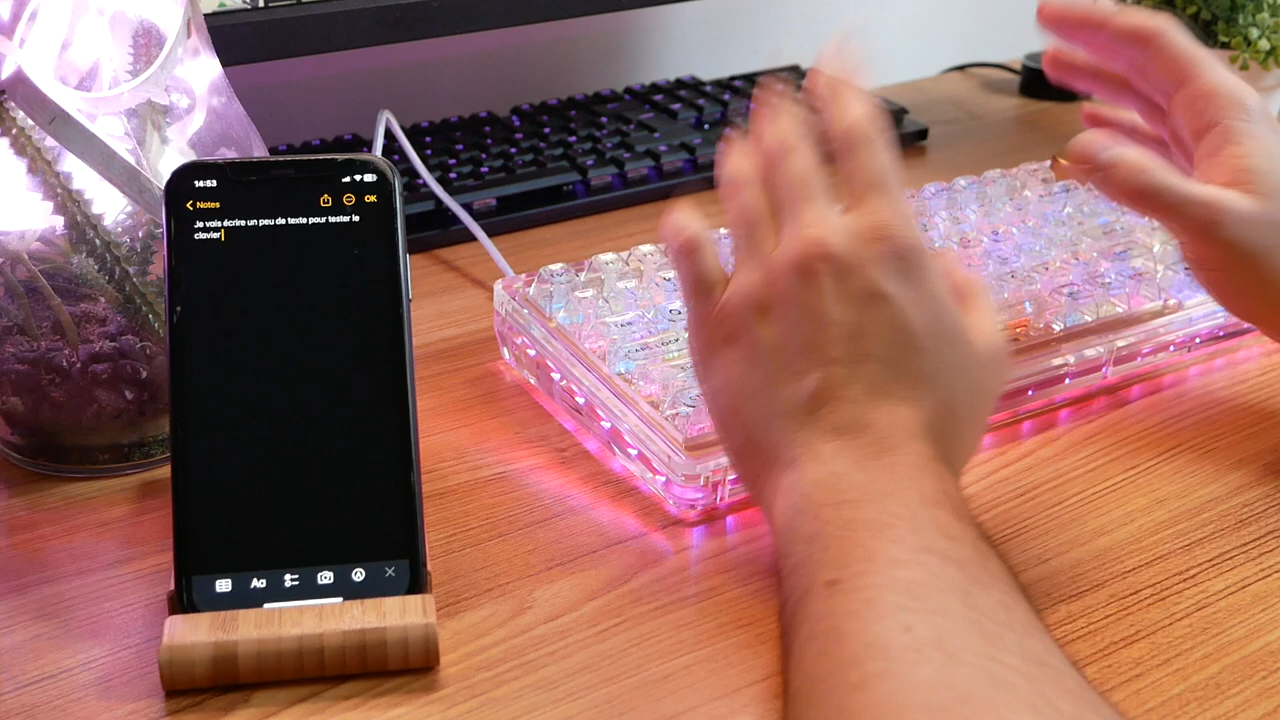 14:53
Notes
OK
Je vais écrire un peu de texte pour tester le
clavier
Aa
TAB
Q
CAPS LOCK